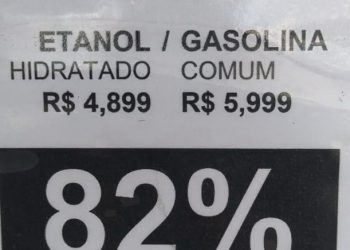 ETANOL / GASOLINA
HIDRATADO COMUM
R$ 4,899 R$ 5,999
82%